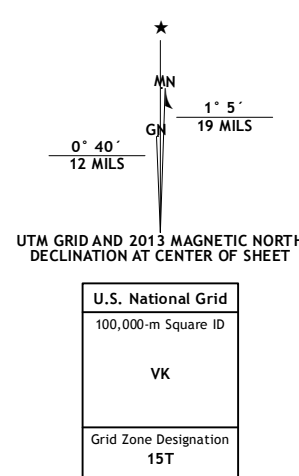 ★
MN
1° 5´
19 MILS
GN
0° 40´
12 MILS
UTM GRID AND 2013 MAGNETIC NORTH
DECLINATION AT CENTER OF SHEET
U.S. National Grid
100,000-m Square ID
VK
Grid Zone Designation
15T